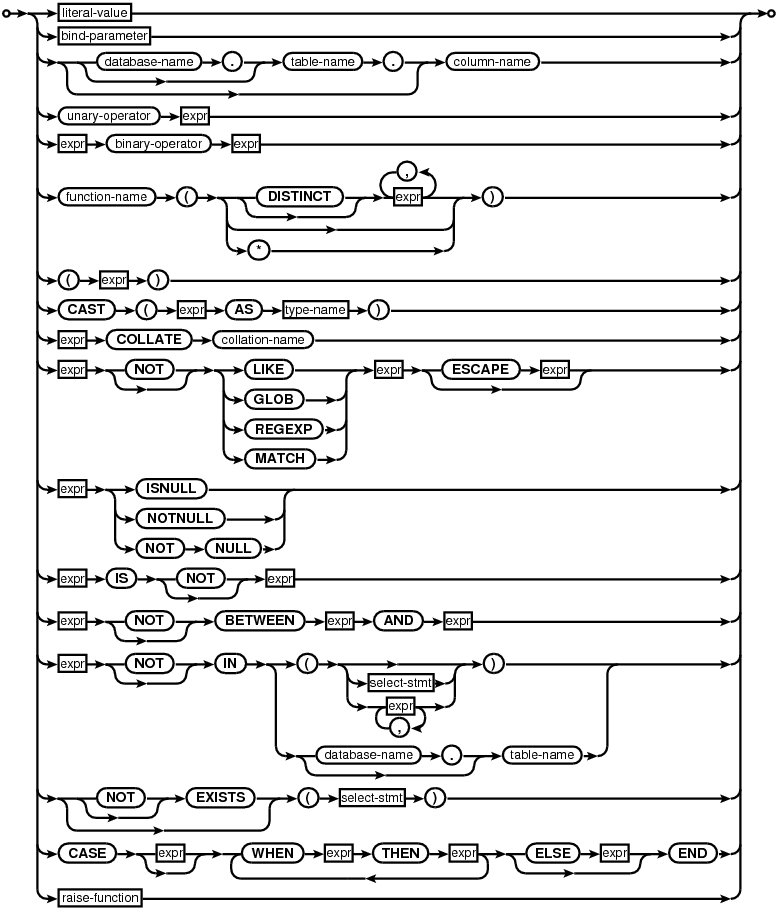 literal-value
bind-parameter
database-name . table-name . column-name
unary-operator expr
expr binary-operator expr
,
function-name ( DISTINCT expr )
*
( expr )
CAST ( expr AS type-name )
expr COLLATE collation-name
expr NOT LIKE expr ESCAPE expr
GLOB
REGEXP
MATCH
expr ISNULL
NOTNULL
NOT NULL
expr IS NOT expr
expr NOT BETWEEN expr AND expr
expr NOT IN ( )
select-stmt
expr
,
database-name . table-name
NOT EXISTS ( select-stmt )
CASE expr WHEN expr THEN expr ELSE expr END
raise-function